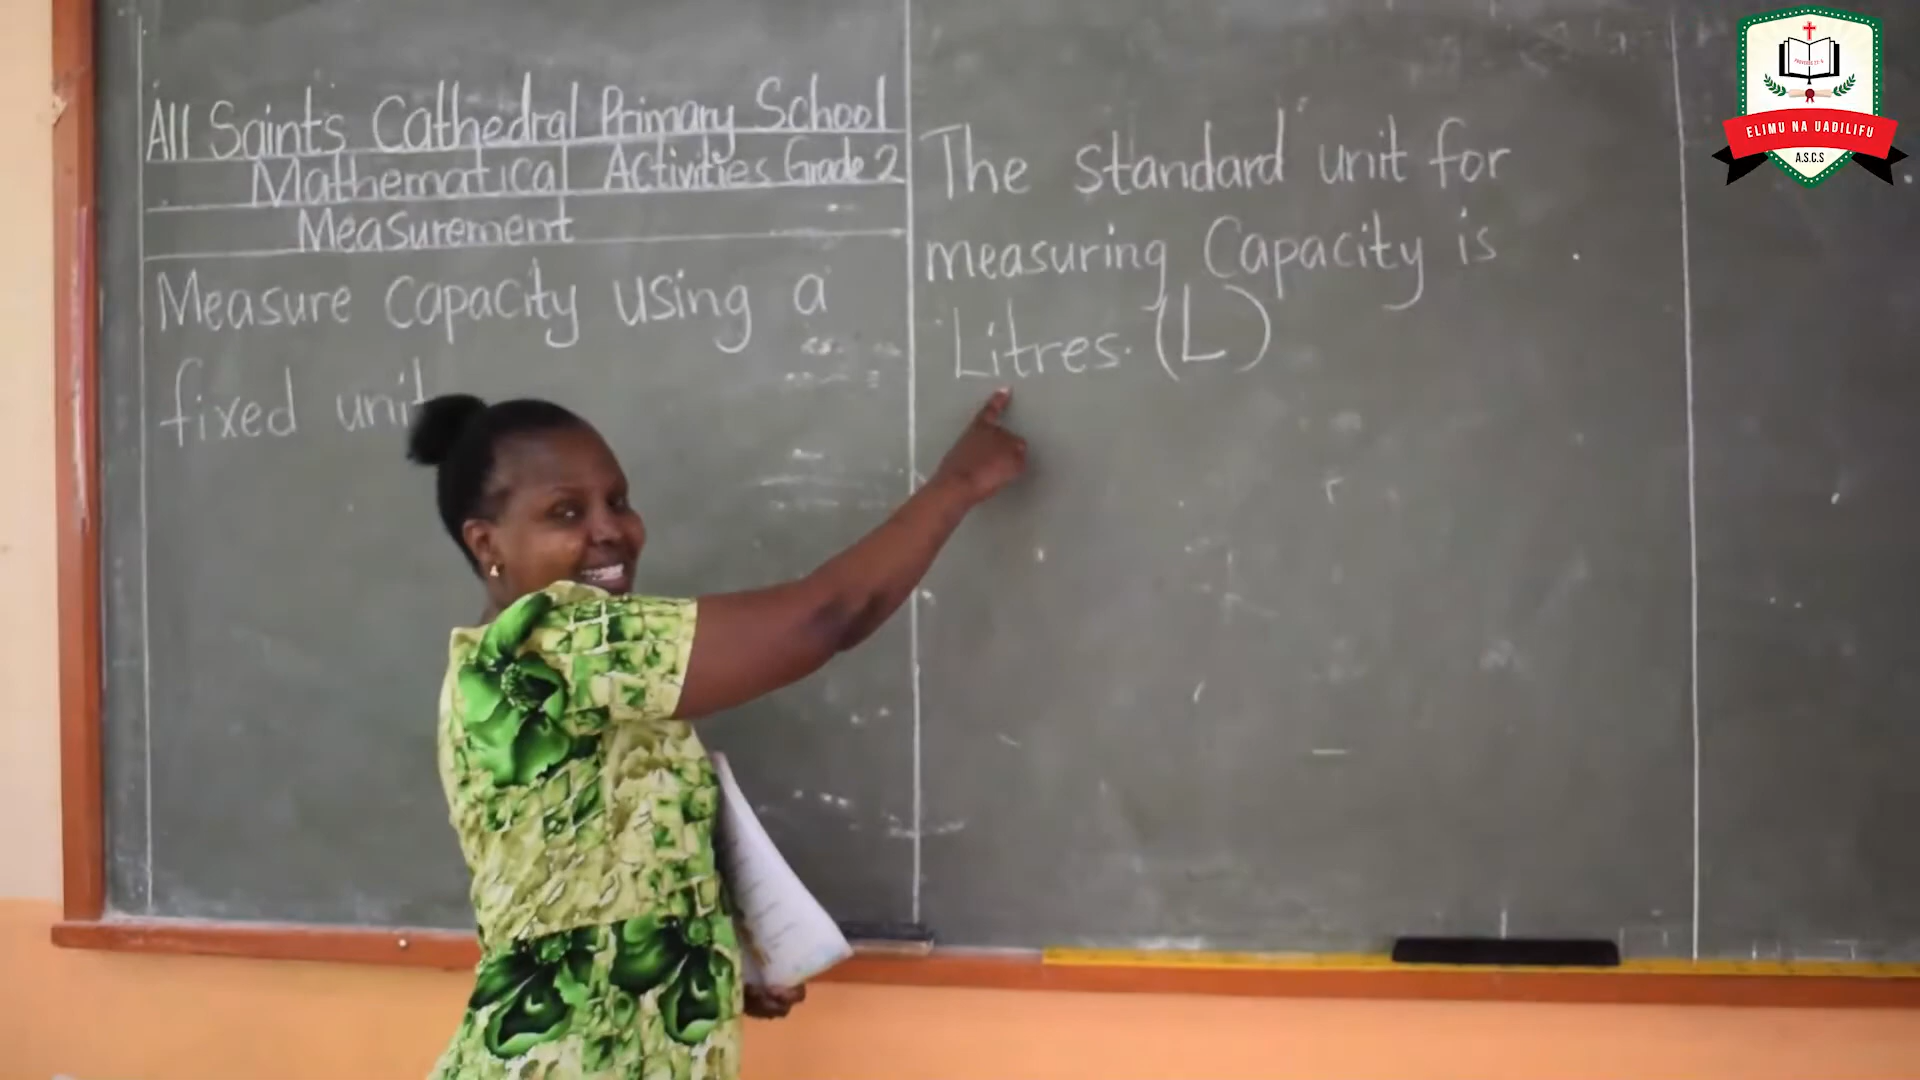 All Saints Cathedral Primary School
Mathematical Activities Grade 2
Measurement
Measure capacity using a
fixed unit
The standard unit for
measuring Capacity is
Litres. (L)
ELIMU NA UADILIFU
A.S.C.S